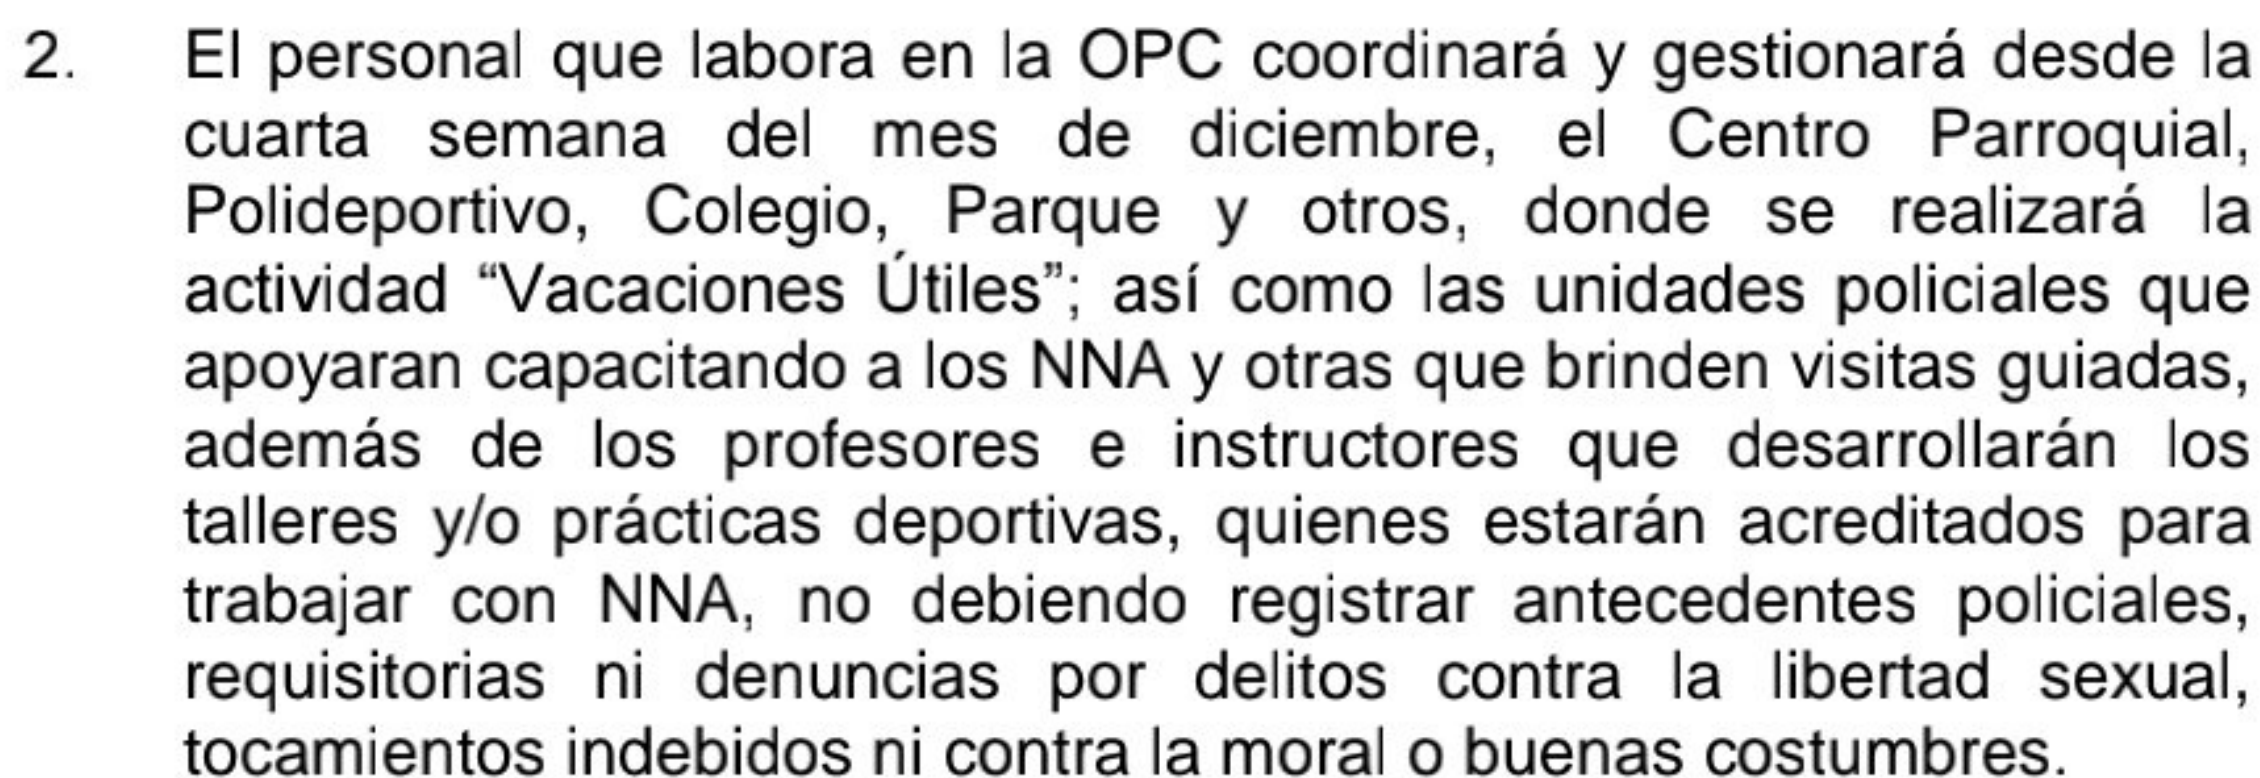 2. El personal que labora en la OPC coordinará y gestionará desde la
cuarta semana del mes de diciembre, el Centro Parroquial,
Polideportivo, Colegio, Parque y otros, donde se realizará la
actividad “Vacaciones Útiles”; así como las unidades policiales que
apoyaran capacitando a los NNA y otras que brinden visitas guiadas,
además de los profesores e instructores que desarrollarán los
talleres y/o prácticas deportivas, quienes estarán acreditados para
trabajar con NNA, no debiendo registrar antecedentes policiales,
requisitorias ni denuncias por delitos contra la libertad sexual,
tocamientos indebidos ni contra la moral o buenas costumbres.